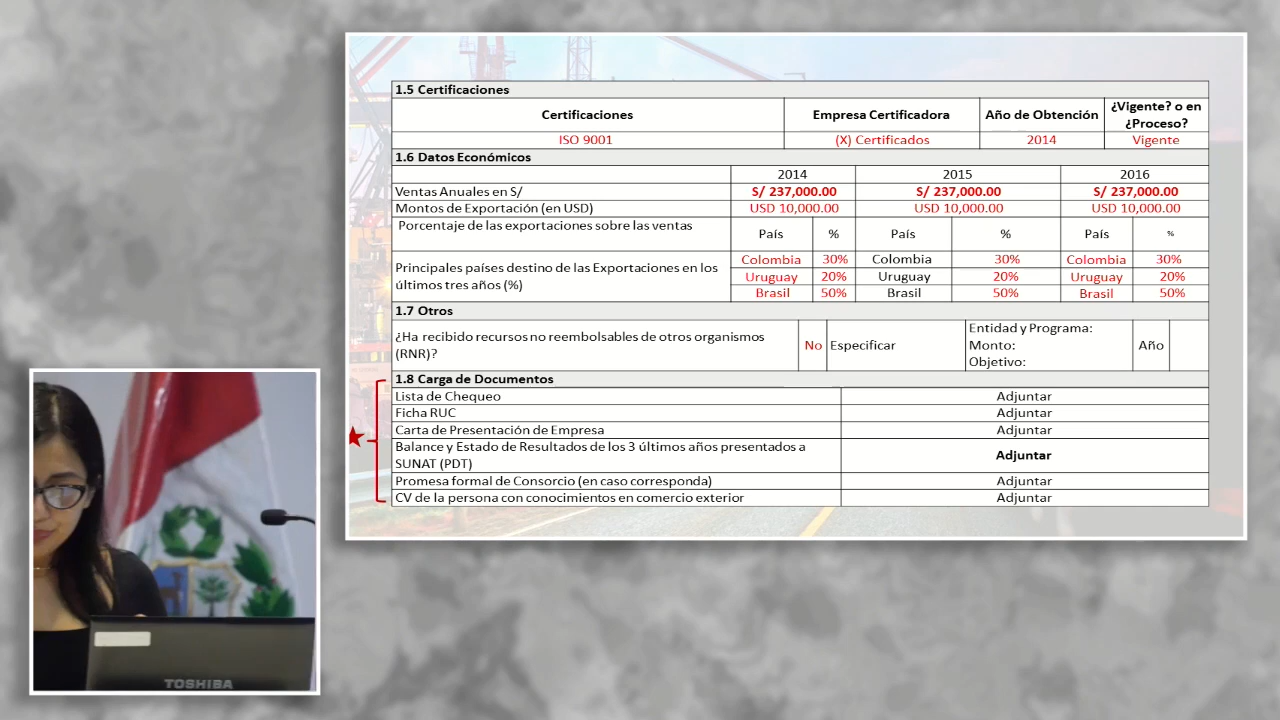 1.5 Certificaciones
Certificaciones Empresa Certificadora Año de Obtención ¿Vigente? o en ¿Proceso?
ISO 9001 (X) Certificados 2014 Vigente
1.6 Datos Económicos
2014 2015 2016
Ventas Anuales en S/ S/ 237,000.00 S/ 237,000.00 S/ 237,000.00
Montos de Exportación (en USD) USD 10,000.00 USD 10,000.00 USD 10,000.00
Porcentaje de las exportaciones sobre las ventas País % País % País %
Principales países destino de las Exportaciones en los
últimos tres años (%)
Colombia 30% Colombia 30% Colombia 30%
Uruguay 20% Uruguay 20% Uruguay 20%
Brasil 50% Brasil 50% Brasil 50%
1.7 Otros
¿Ha recibido recursos no reembolsables de otros organismos
(RNR)?
No Especificar
Entidad y Programa:
Monto:
Objetivo:
Año
1.8 Carga de Documentos
Lista de Chequeo Adjuntar
Ficha RUC Adjuntar
Carta de Presentación de Empresa Adjuntar
Balance y Estado de Resultados de los 3 últimos años presentados a
SUNAT (PDT) Adjuntar
Promesa formal de Consorcio (en caso corresponda) Adjuntar
CV de la persona con conocimientos en comercio exterior Adjuntar
TOSHIBA